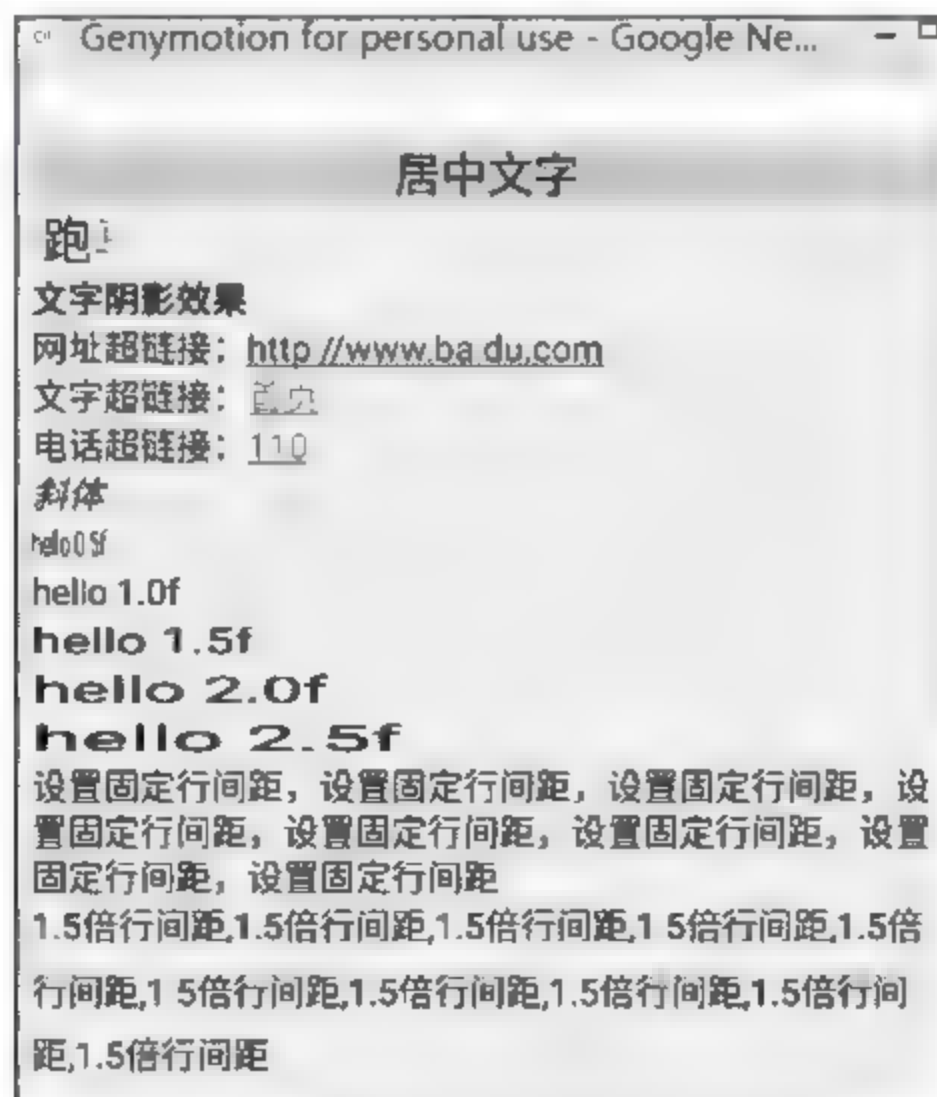 Genymotion for personal use - Google Ne...
居中文字
跑
文字阴影效果
网址超链接：http //www.ba du.com
文字超链接：
电话超链接：110
斜体
hello 0.5f
hello 1.0f
hello 1.5f
hello 2.0f
hello 2.5f
设置固定行间距，设置固定行间距，设置固定行间距，设
置固定行间距，设置固定行间距，设置固定行间距，设置
固定行间距，设置固定行间距
1.5倍行间距,1.5倍行间距,1.5倍行间距,1 5倍行间距,1.5倍
行间距,1 5倍行间距,1.5倍行间距,1.5倍行间距,1.5倍行间
距,1.5倍行间距